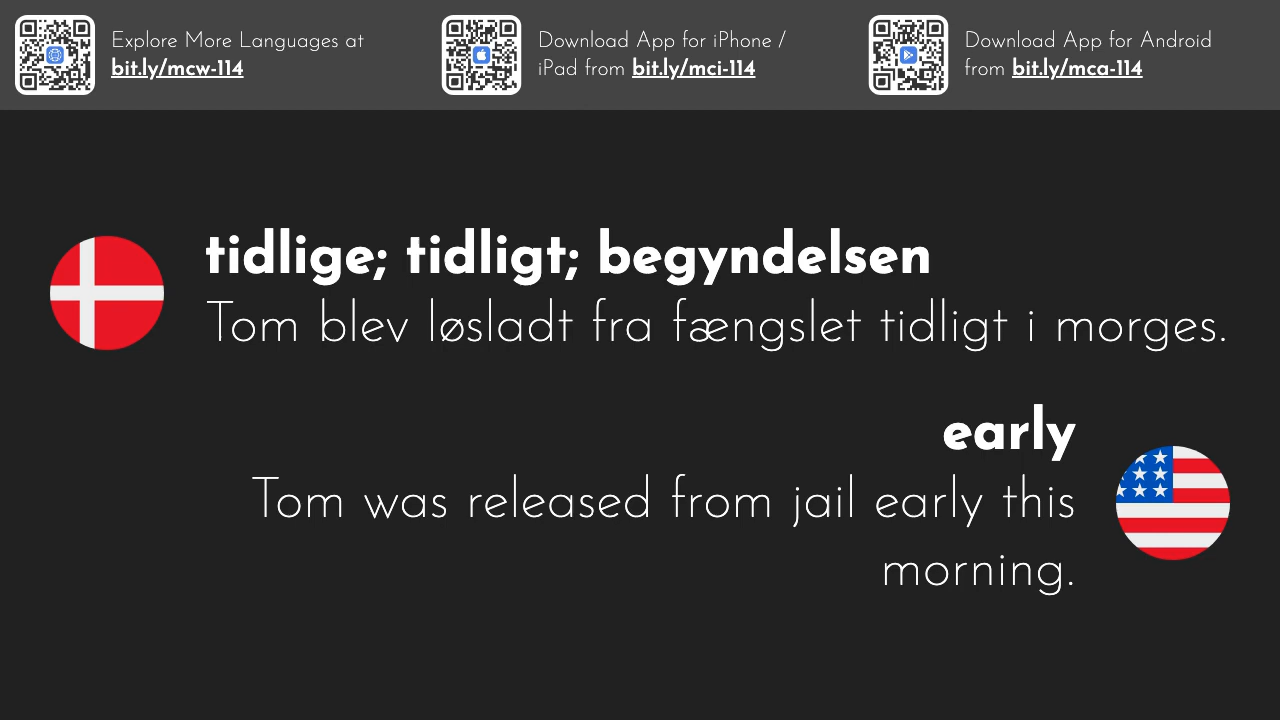 Explore More Languages at
bit.ly/mcw-114
Download App for iPhone /
iPad from bit.ly/mci-114
Download App for Android
from bit.ly/mca-114
tidlige; tidligt; begyndelsen
Tom blev løsladt fra fængslet tidligt i morges.
early
Tom was released from jail early this
morning.